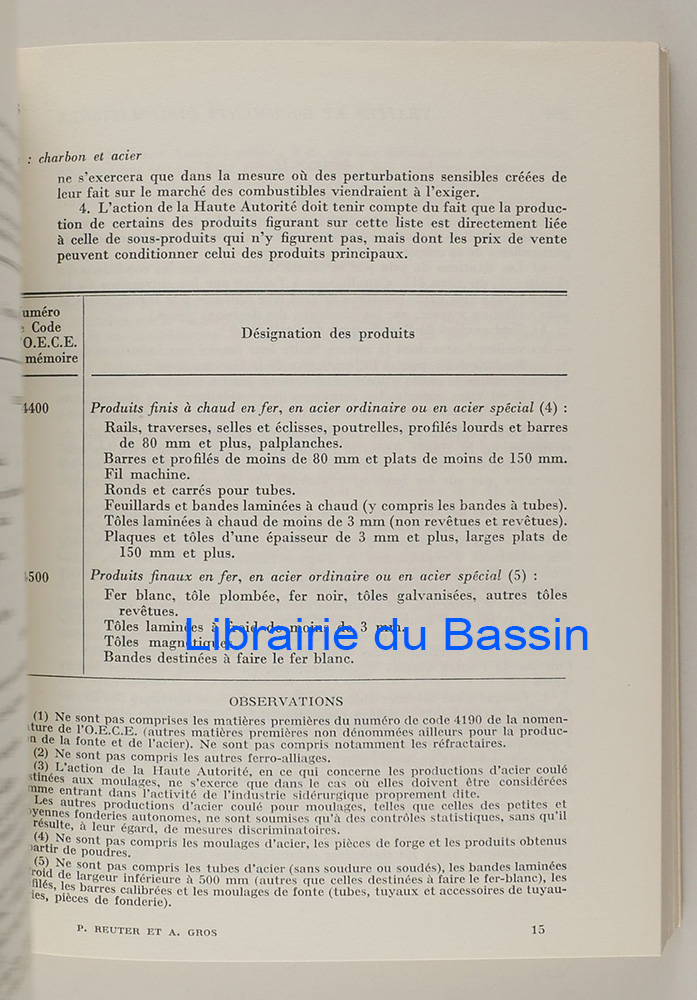 : charbon et acier
ne s'exercera que dans la mesure où des perturbations sensibles créées de
leur fait sur le marché des combustibles viendraient à l'exiger.
4. L'action de la Haute Autorité doit tenir compte du fait que la produc-
tion de certains des produits figurant sur cette liste est directement liée
à celle de sous-produits qui n'y figurent pas, mais dont les prix de vente
peuvent conditionner celui des produits principaux.
uméro
Code
O.E.C.E.
mémoire
Désignation des produits
4400
Produits finis à chaud en fer, en acier ordinaire ou en acier spécial (4) :
Rails, traverses, selles et éclisses, poutrelles, profilés lourds et barres
de 80 mm et plus, palplanches.
Barres et profilés de moins de 80 mm et plats de moins de 150 mm.
Fil machine.
Ronds et carrés pour tubes.
Feuillards et bandes laminées à chaud (y compris les bandes à tubes).
Tôles laminées à chaud de moins de 3 mm (non revêtues et revêtues).
Plaques et tôles d'une épaisseur de 3 mm et plus, larges plats de
150 mm et plus.
500
Produits finaux en fer, en acier ordinaire ou en acier spécial (5) :
Fer blanc, tôle plombée, fer noir, tôles galvanisées, autres tôles
revêtues.
Tôles laminées à froid de moins de 3 mm.
Tôles magnétiques.
Librairie du Bassin
Bandes destinées à faire le fer blanc.
OBSERVATIONS
(1) Ne sont pas comprises les matières premières du numéro de code 4190 de la nomen-
ture de l'O.E.C.E. (autres matières premières non dénommées ailleurs pour la produc-
n de la fonte et de l'acier). Ne sont pas compris notamment les réfractaires.
(2) Ne sont pas compris les autres ferro-alliages.
(3) L'action de la Haute Autorité, en ce qui concerne les productions d'acier coulé
stinées aux moulages, ne s'exerce que dans le cas où elles doivent être considérées
mme entrant dans l'activité de l'industrie sidérurgique proprement dite.
Les autres productions d'acier coulé pour moulages, telles que celles des petites et
oyennes fonderies autonomes, ne sont soumises qu'à des contrôles statistiques, sans qu'il
résulte, à leur égard, de mesures discriminatoires.
(4) Ne sont pas compris les moulages d'acier, les pièces de forge et les produits obtenus
partir de poudres.
(5) Ne sont pas compris les tubes d'acier (sans soudure ou soudés), les bandes laminées
roid de largeur inférieure à 500 mm (autres que celles destinées à faire le fer-blanc), les
filés, les barres calibrées et les moulages de fonte (tubes, tuyaux et accessoires de tuyau-
ies, pièces de fonderie).
P. REUTER ET A. GROS
15